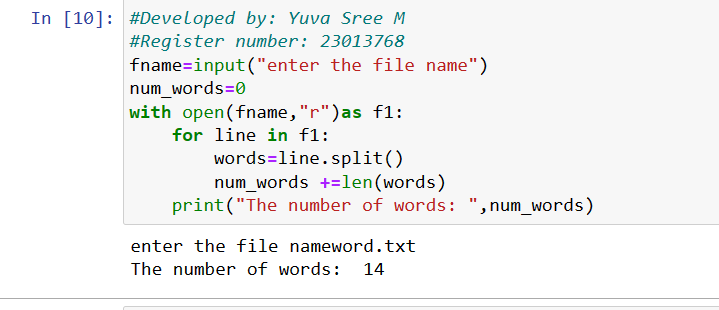 In [10]: #Developed by: Yuva Sree M
#Register number: 23013768
fname=input("enter the file name")
num_words=0
with open(fname,"r")as f1:
    for line in f1:
        words=line.split()
        num_words +=len(words)
    print("The number of words: ",num_words)
enter the file nameword.txt
The number of words:  14